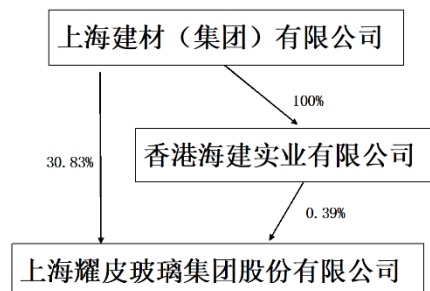 上海建材（集团）有限公司
100%
香港海建实业有限公司
30.83%
0.39%
上海耀皮玻璃集团股份有限公司